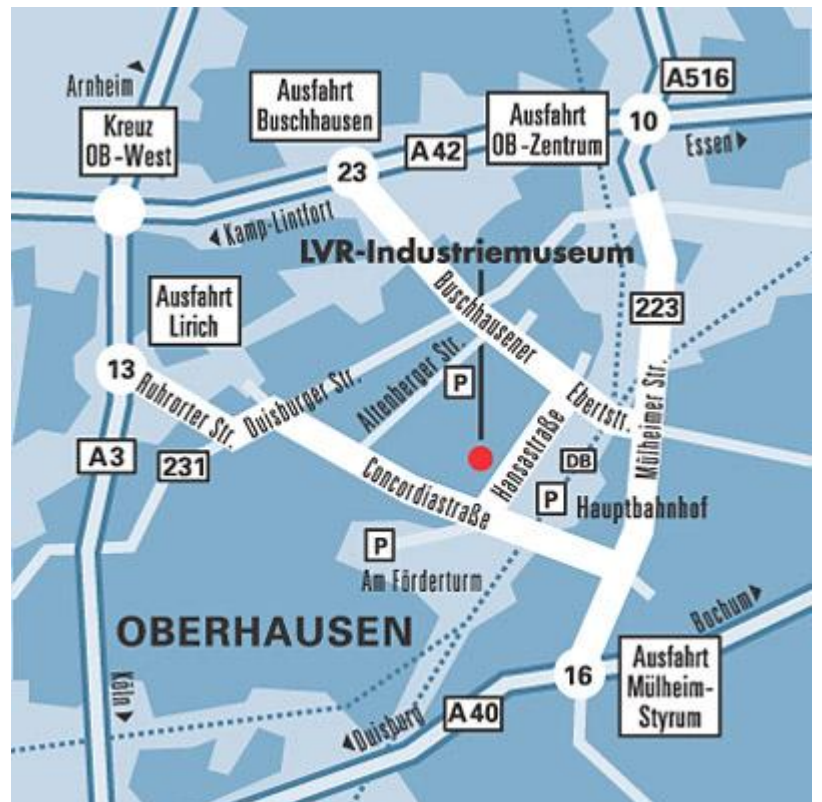 Arnheim
Kreuz
OB-West
Ausfahrt
Buschhausen
A 42
Ausfahrt
OB-Zentrum
A516
10
Essen
23
Kamp-Lintfort
LVR-Industriemuseum
Ausfahrt
Lirich
223
13
Ruhrorter Str.
Duisburger Str.
Altenberger Str.
Buschhausener
Ebertstr.
Mülheimer Str.
P
Hansastraße
DB
A3
231
Concordiastraße
P
Hauptbahnhof
P
Am Förderturm
OBERHAUSEN
Bochum
16
Ausfahrt
Mülheim-
Styrum
Köln
A 40
Duisburg